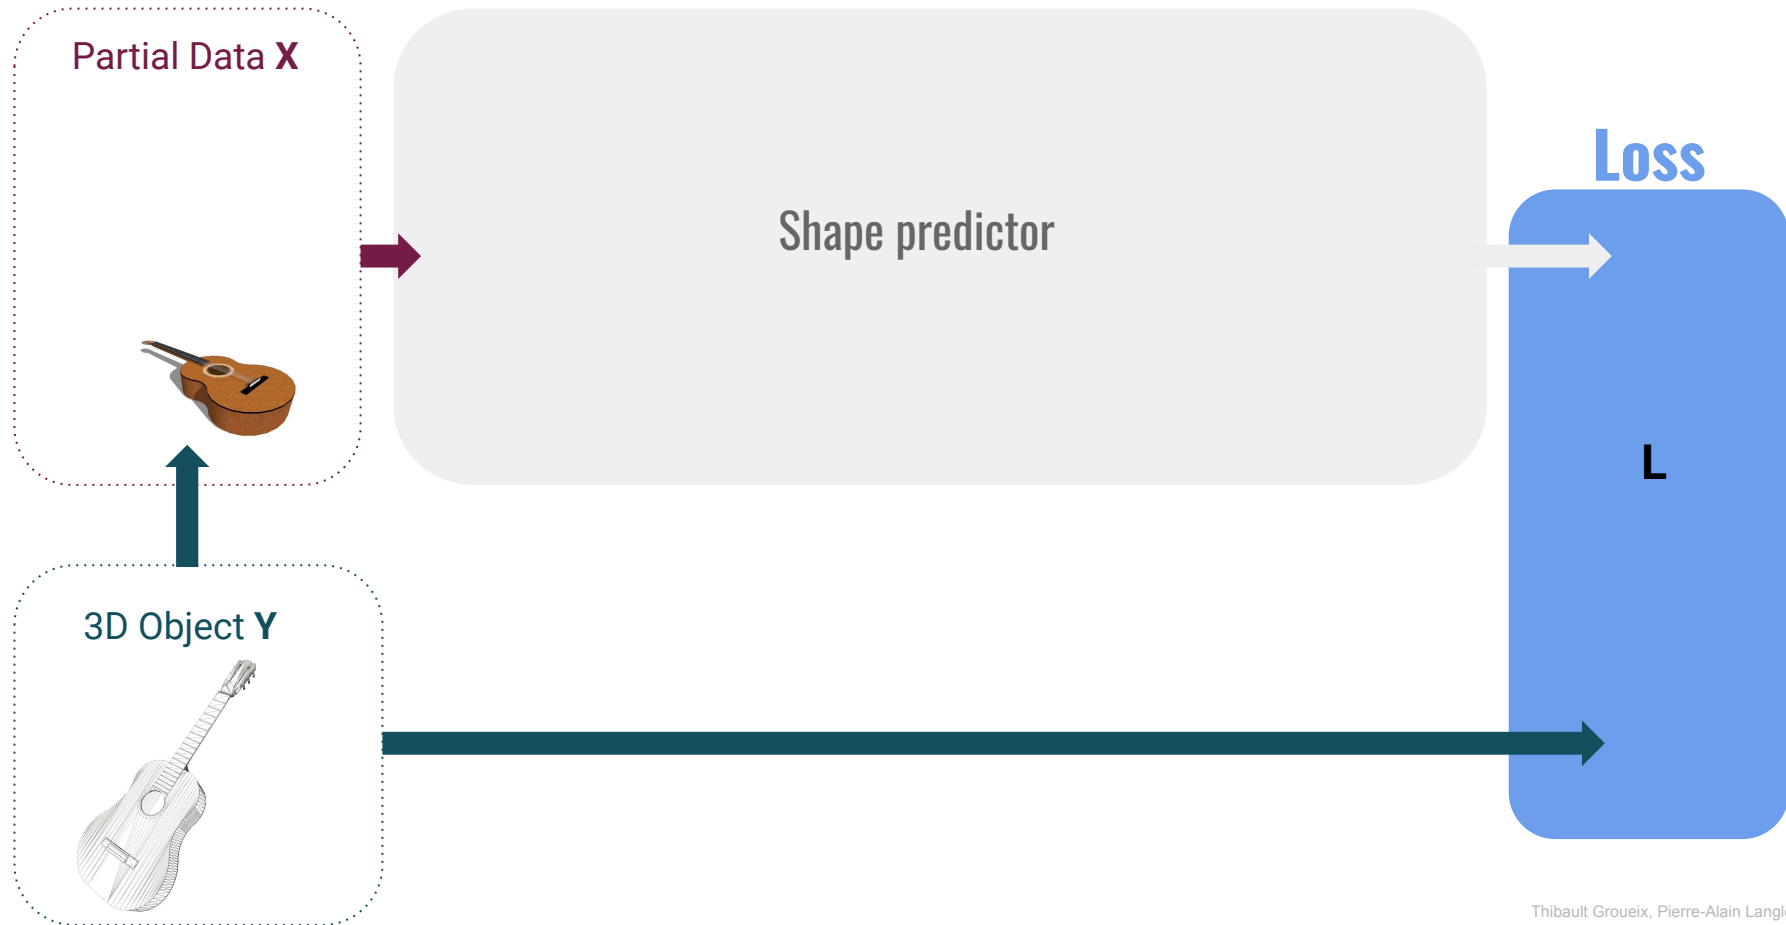 Partial Data X
Shape predictor
Loss
L
3D Object Y
Thibault Groueix, Pierre-Alain